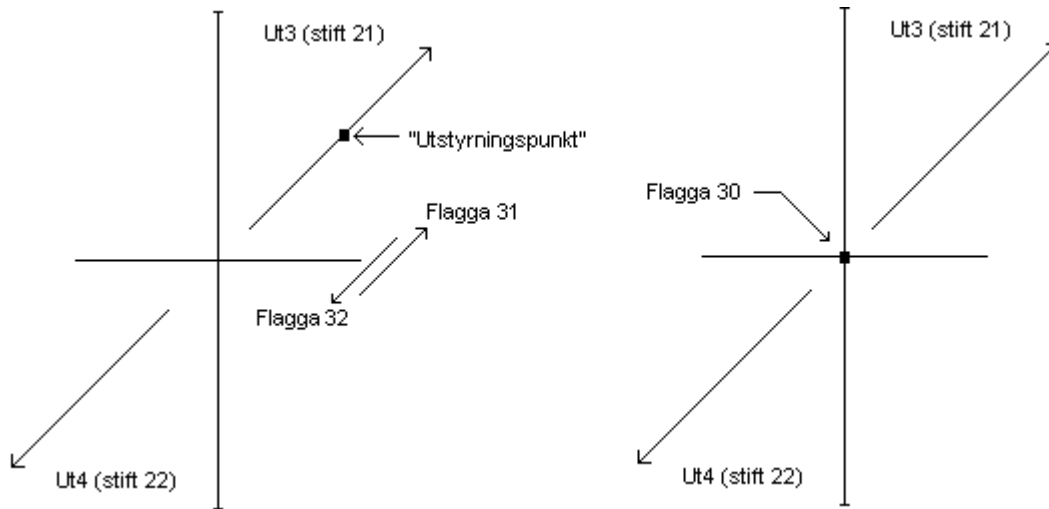 Ut3 (stift 21)
"Utstyrningspunkt"
Flagga 31
Flagga 32
Ut4 (stift 22)
Ut3 (stift 21)
Flagga 30
Ut4 (stift 22)